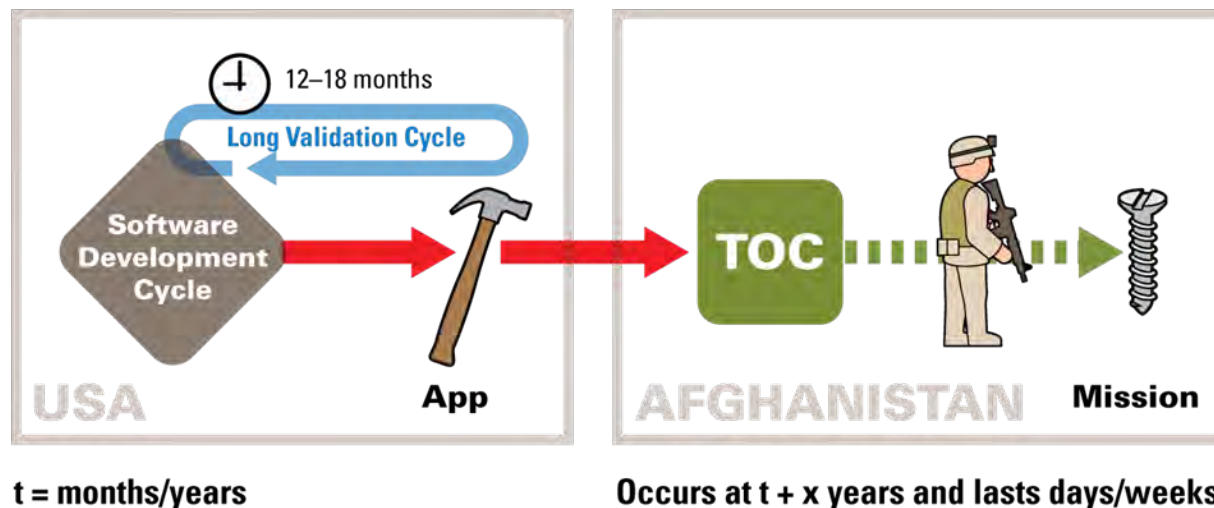 12–18 months
Long Validation Cycle
Software
Development
Cycle
App
USA
TOC
AFGHANISTAN
Mission
t = months/years
Occurs at t + x years and lasts days/weeks